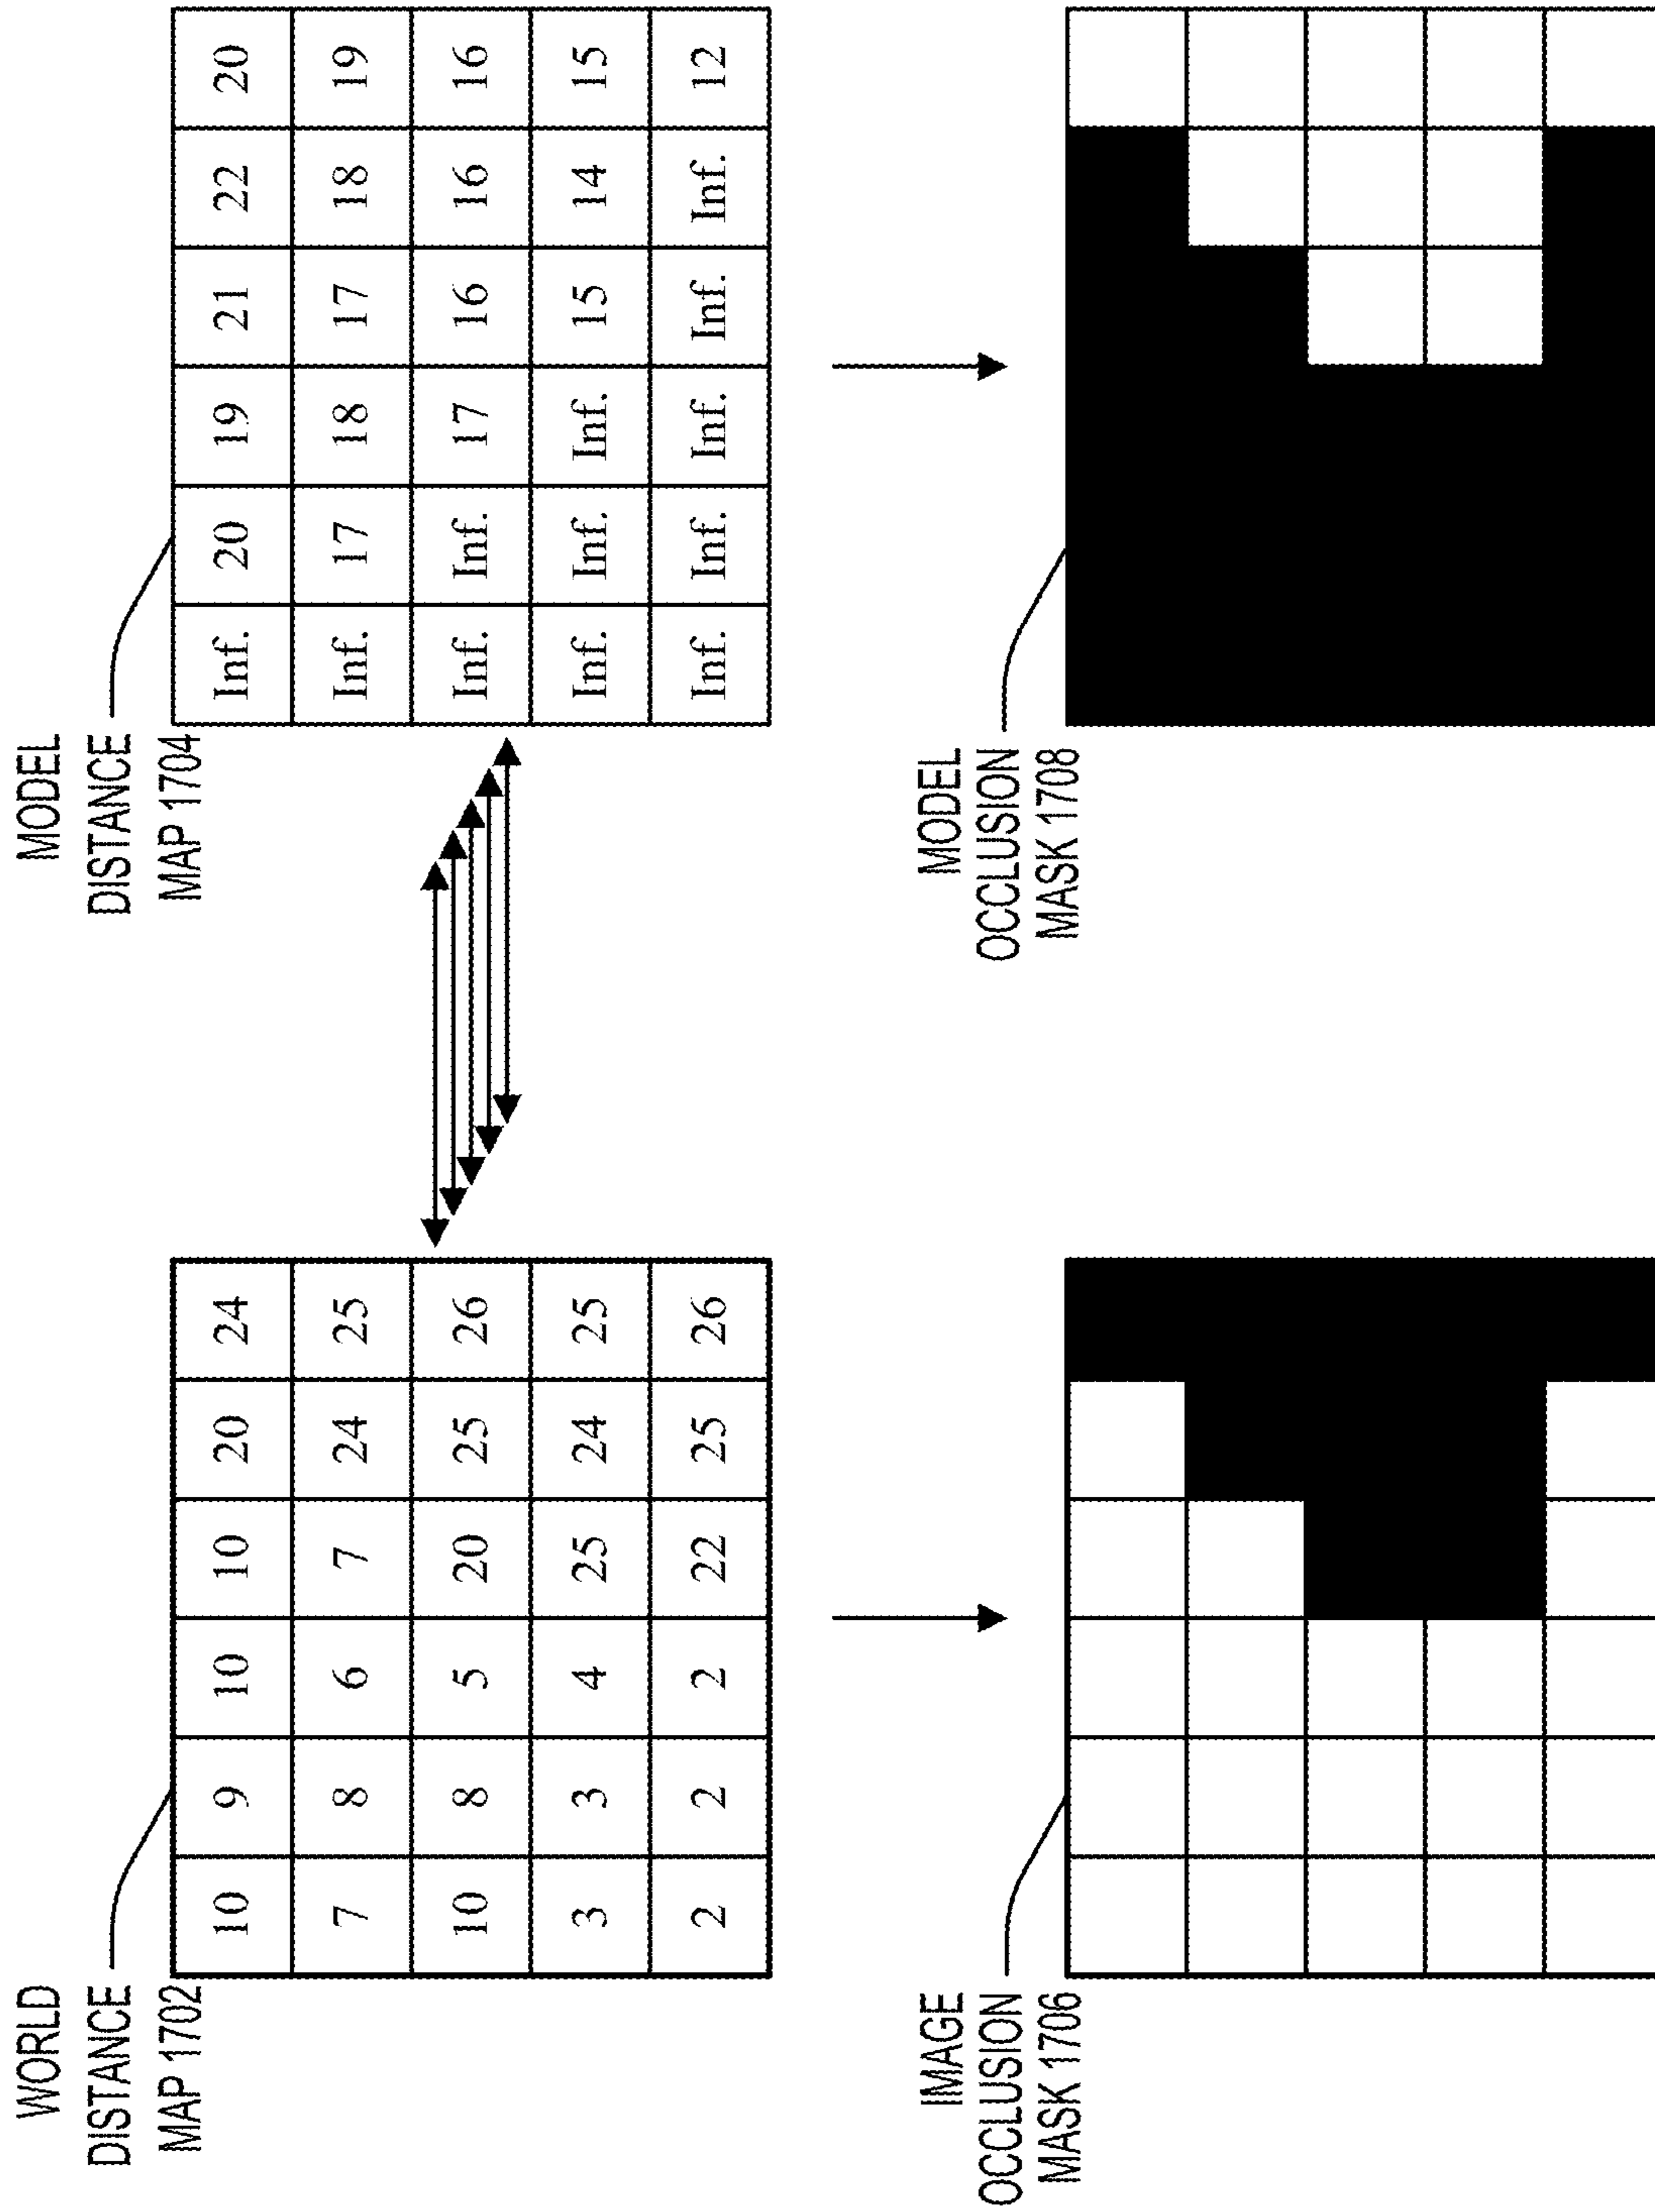 WORLD
DISTANCE
MAP 1702
10 9 10 10 20 24
7 8 6 7 24 25
10 8 5 20 25 26
3 3 4 25 24 25
2 2 2 22 25 26
MODEL
DISTANCE
MAP 1704
Inf. 20 19 21 22 20
Inf. 17 18 17 18 19
Inf. Inf. 17 16 16 16
Inf. Inf. Inf. 15 14 15
Inf. Inf. Inf. Inf. Inf. 12
IMAGE
OCCLUSION
MASK 1706
MODEL
OCCLUSION
MASK 1708